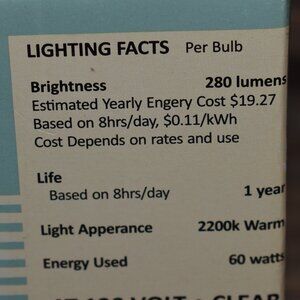 LIGHTING FACTS Per Bulb
Brightness 280 lumens
Estimated Yearly Engery Cost $19.27
Based on 8hrs/day, $0.11/kWh
Cost Depends on rates and use
Life
Based on 8hrs/day 1 year
Light Apperance 2200k Warm
Energy Used 60 watts